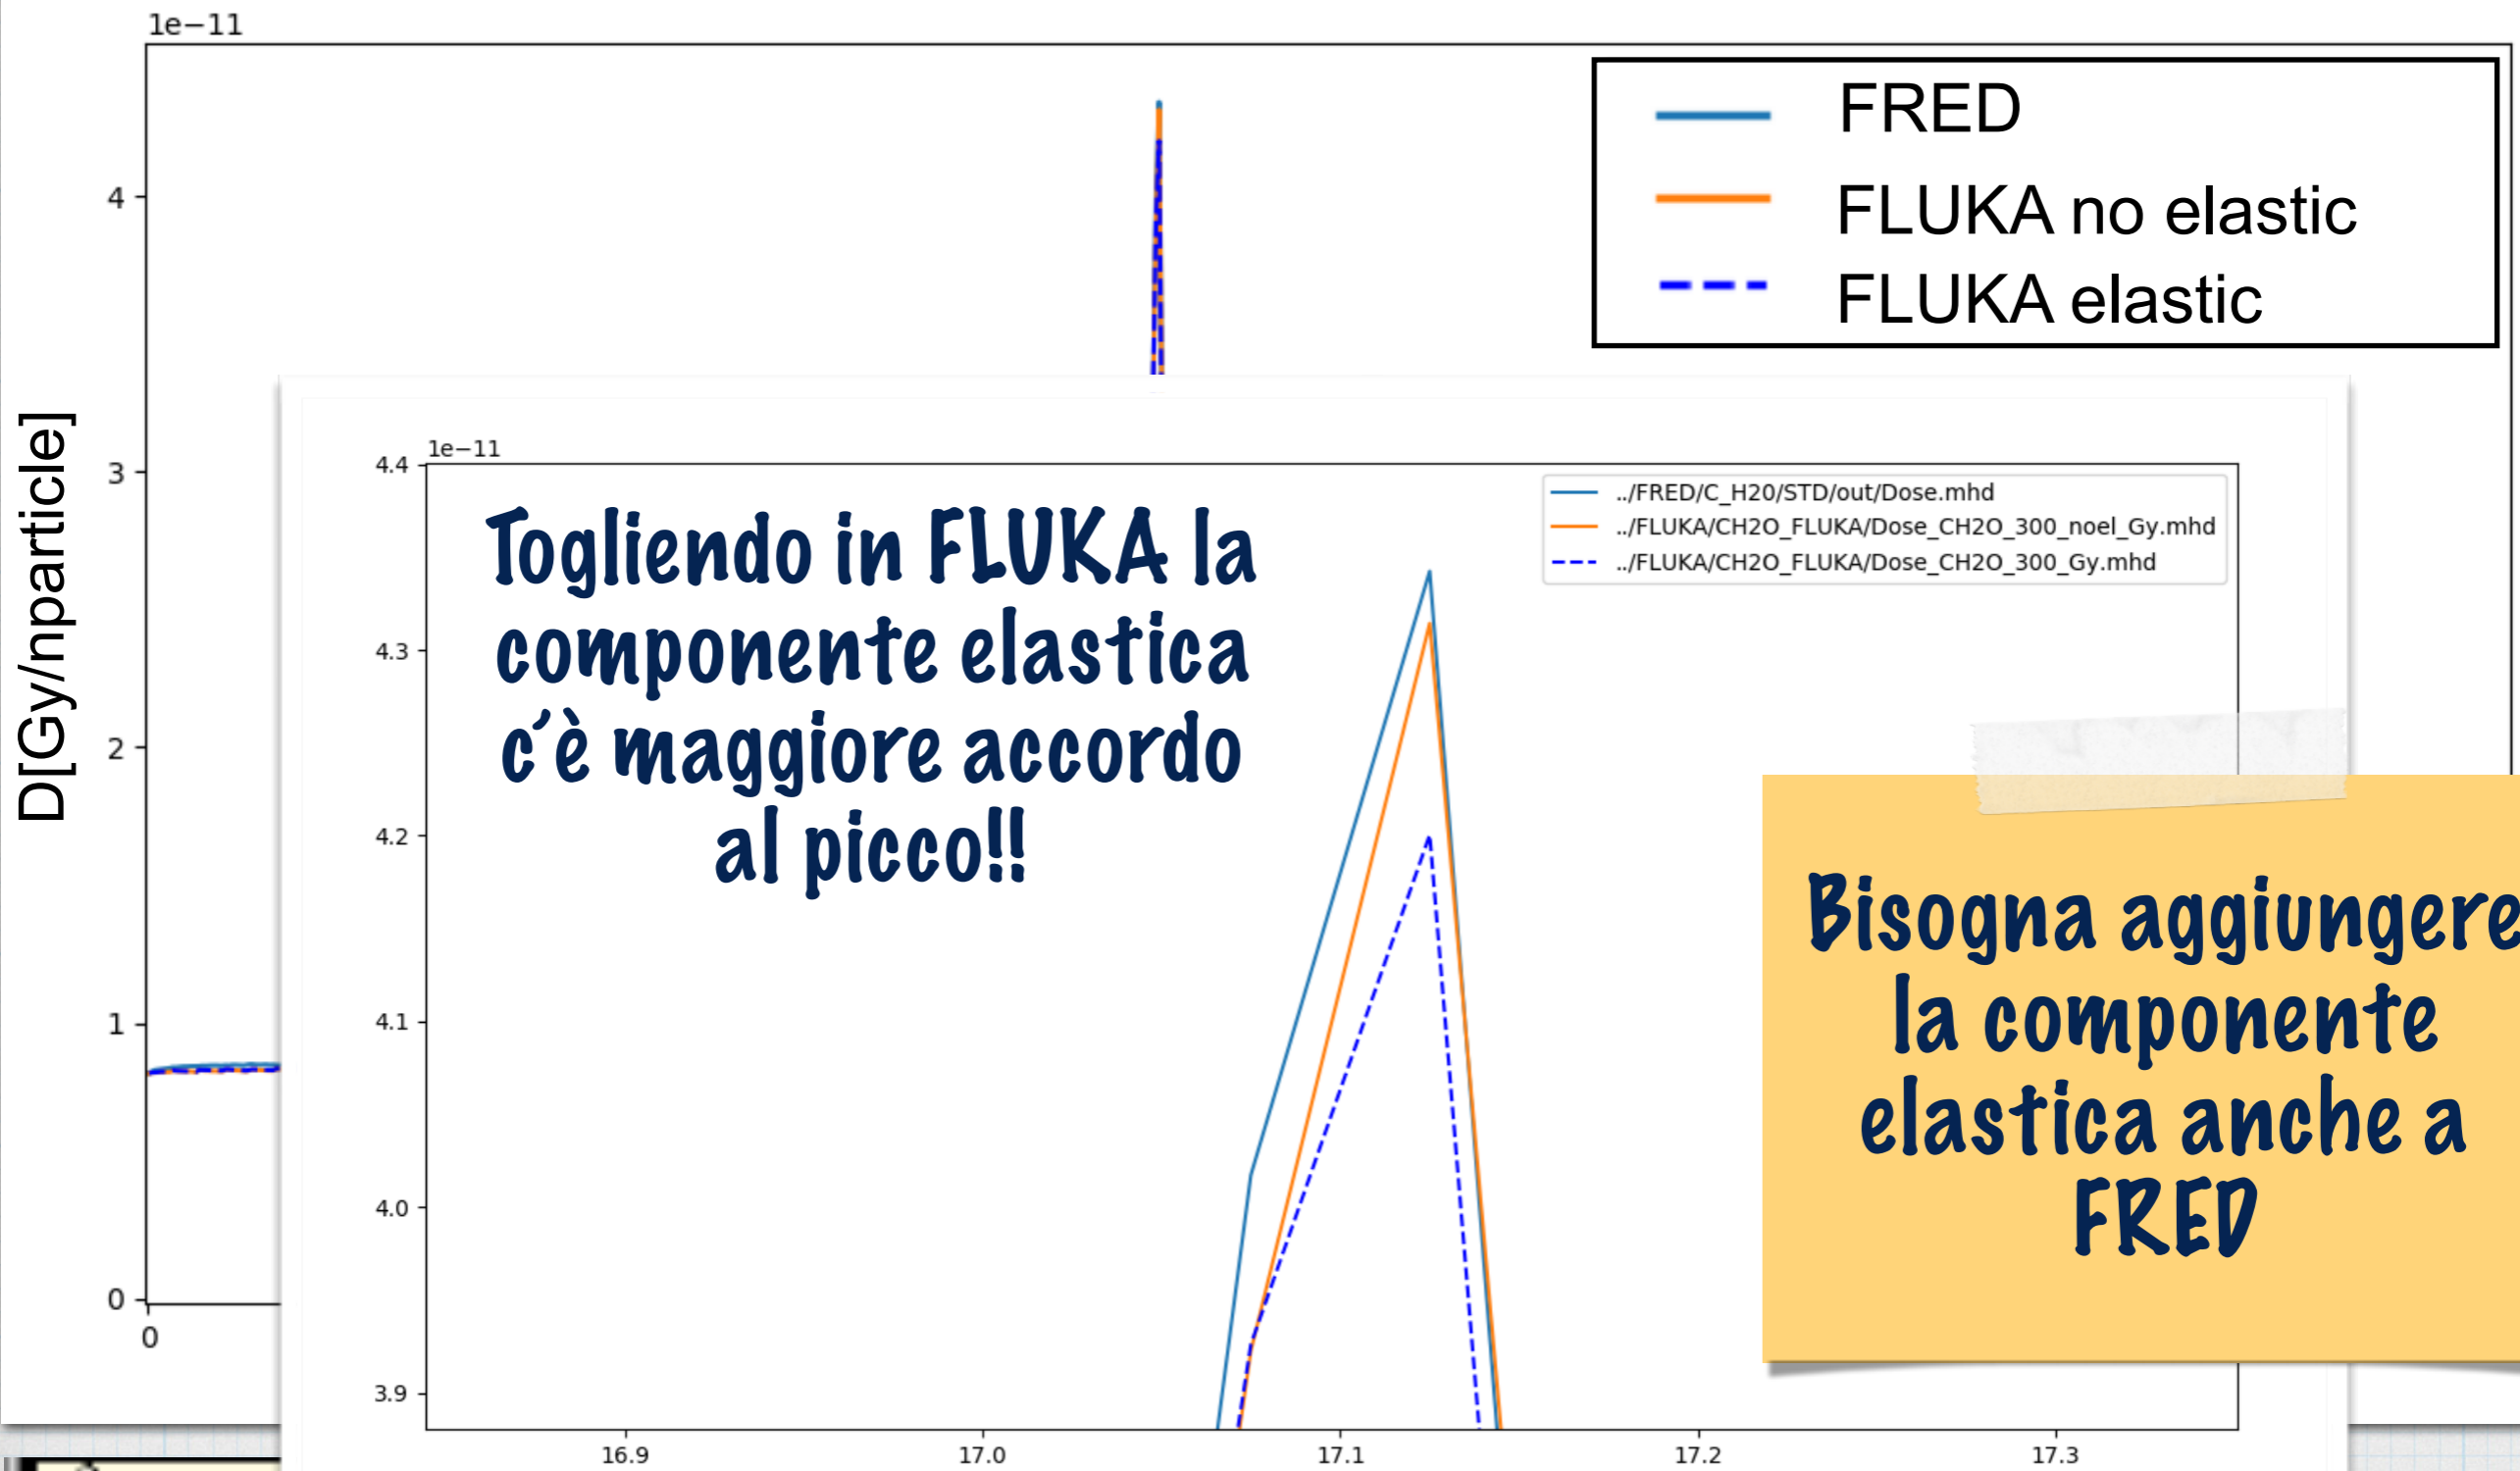 1e−11
FRED
FLUKA no elastic
FLUKA elastic
D[Gy/nparticle]
4
3
2
1
0
0
1e−11
4.4
4.3
4.2
4.1
4.0
3.9
16.9
17.0
17.1
17.2
17.3
../FRED/C_H20/STD/out/Dose.mhd
../FLUKA/CH2O_FLUKA/Dose_CH2O_300_noel_Gy.mhd
../FLUKA/CH2O_FLUKA/Dose_CH2O_300_Gy.mhd
Togliendo in FLUKA la
componente elastica
c'è maggiore accordo
al picco!!
Bisogna aggiungere
la componente
elastica anche a
FRED